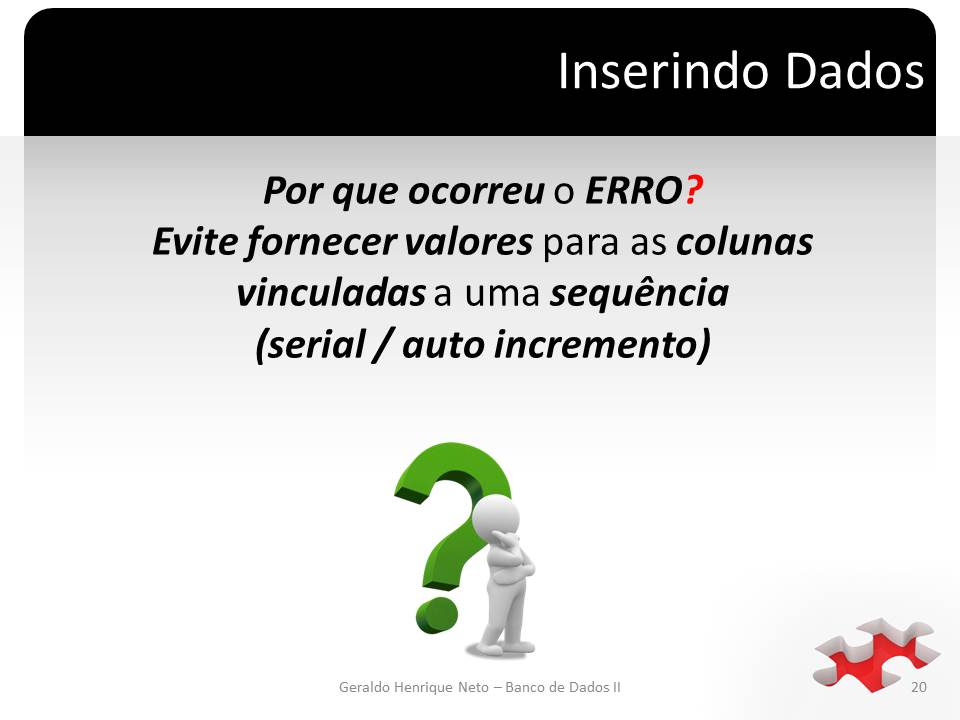 Inserindo Dados
Por que ocorreu o ERRO?
Evite fornecer valores para as colunas
vinculadas a uma sequência
(serial / auto incremento)
Geraldo Henrique Neto – Banco de Dados II
20